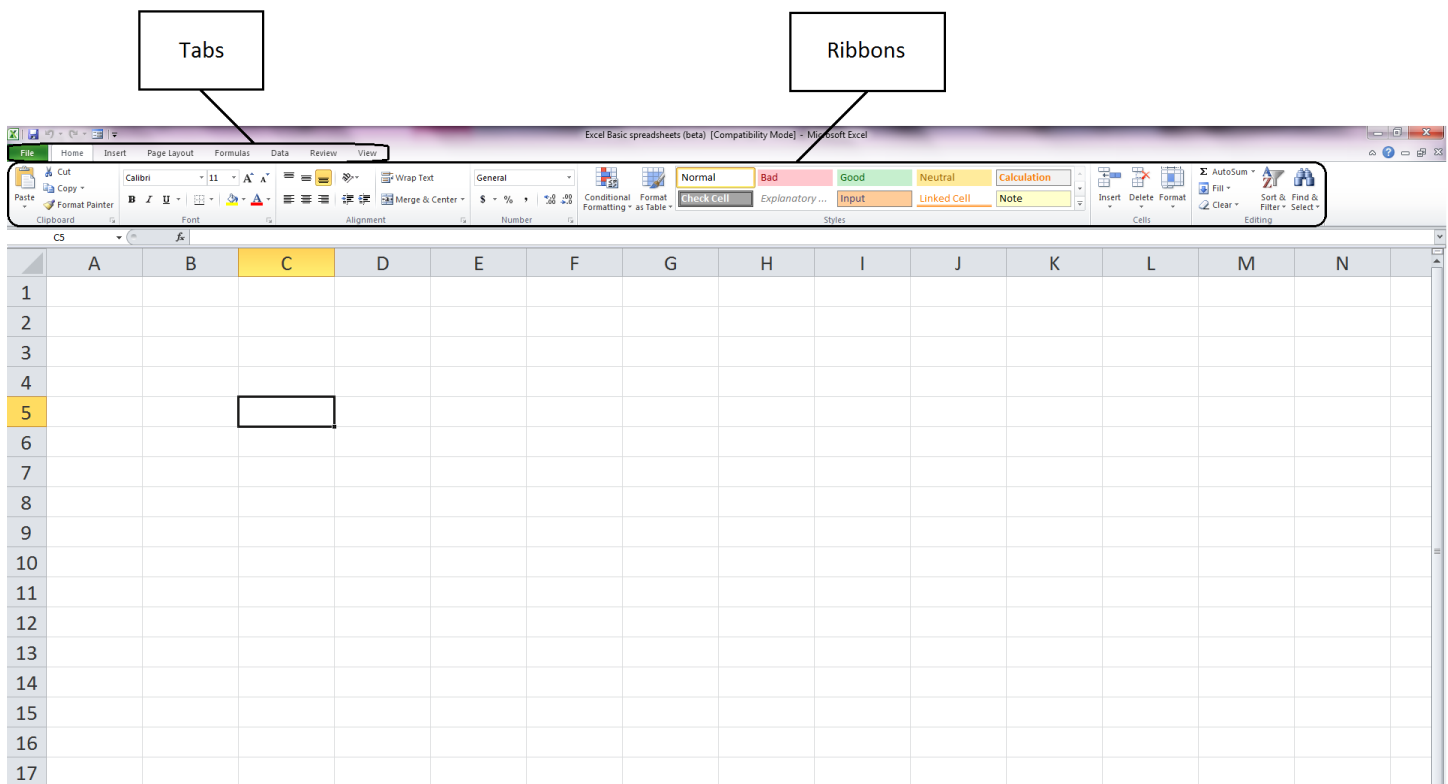 Tabs
Ribbons
Excel Basic spreadsheets (beta) [Compatibility Mode] - Microsoft Excel
File Home Insert Page Layout Formulas Data Review View
Paste
Cut
Copy
Format Painter
Clipboard
Calibri 11
B I U
Font
Wrap Text
Merge & Center
Alignment
General
$ % ,
Number
Conditional Formatting
Format as Table
Normal Bad Good Neutral Calculation
Check Cell Explanatory ... Input Linked Cell Note
Styles
Insert Delete Format
Cells
Σ AutoSum
Fill
Clear
Sort & Filter
Find & Select
Editing
C5 fx
A B C D E F G H I J K L M N
1
2
3
4
5
6
7
8
9
10
11
12
13
14
15
16
17